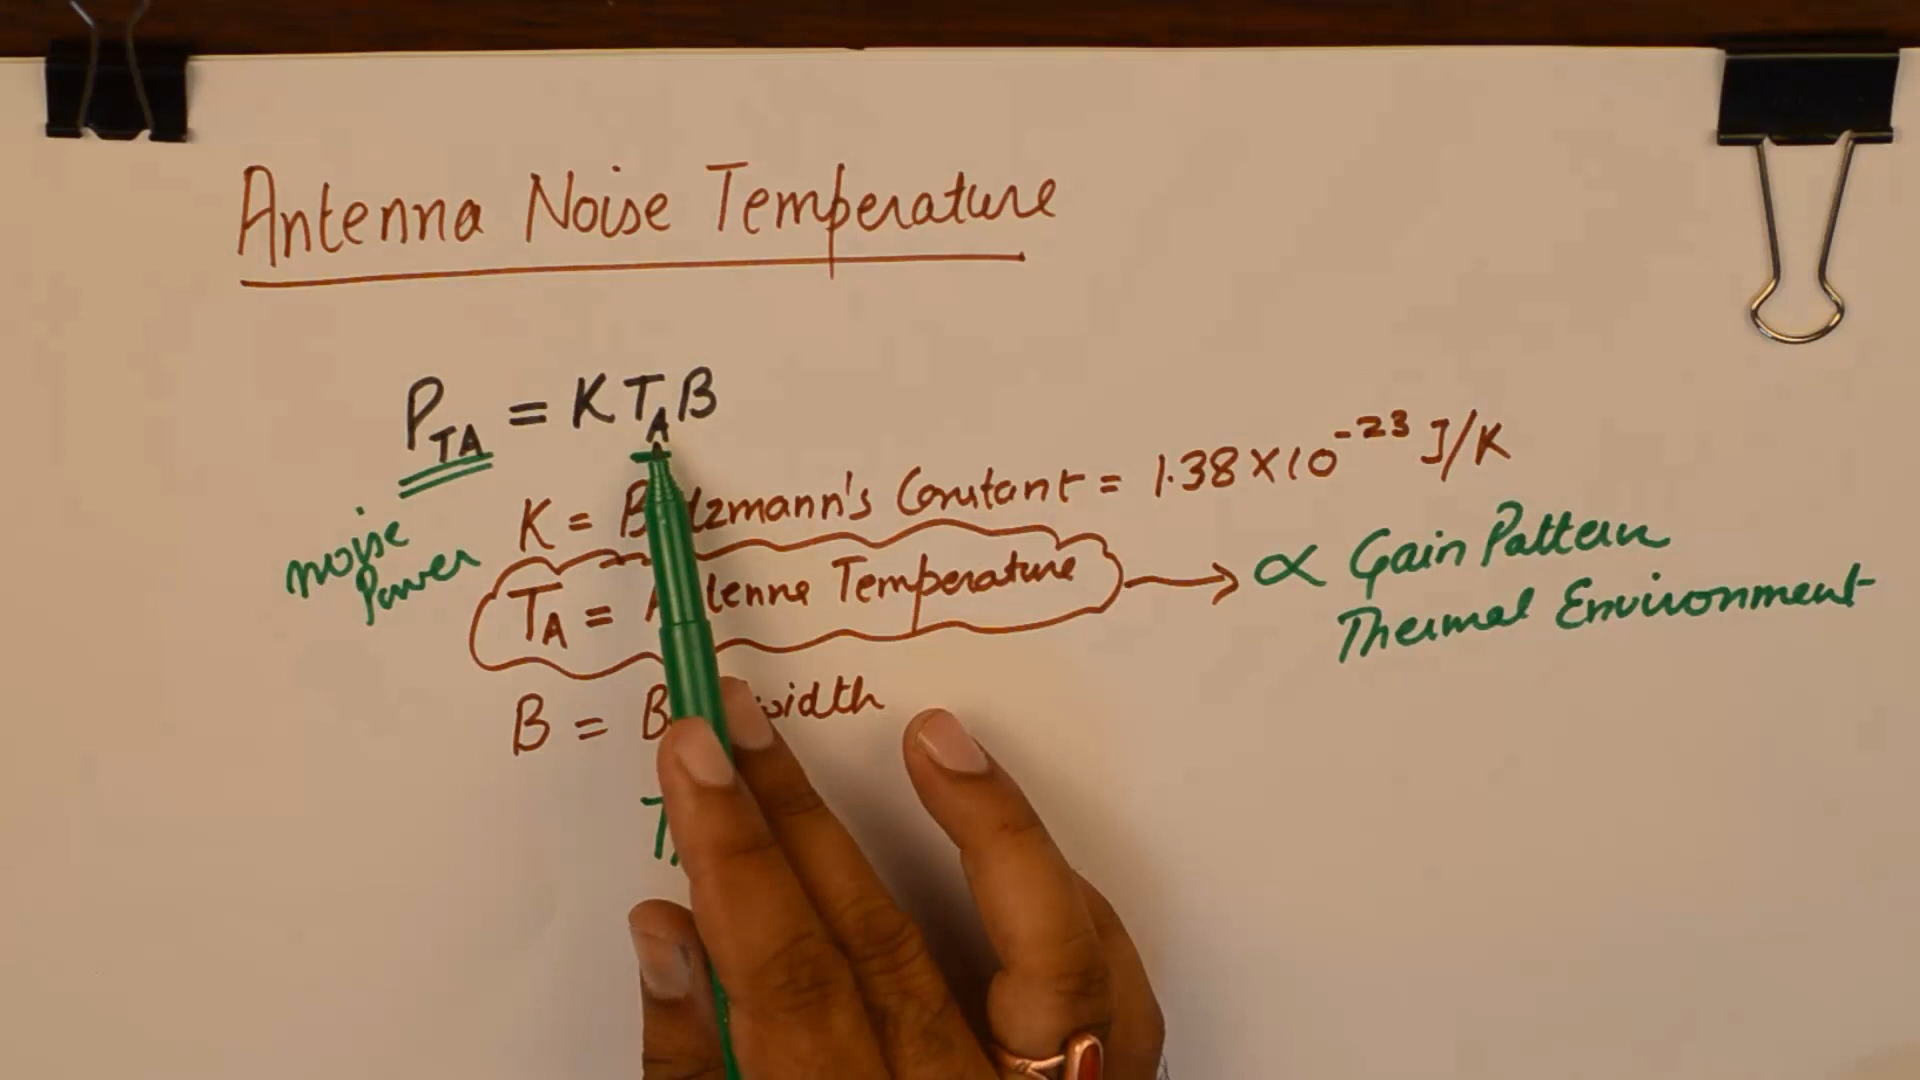 Antenna Noise Temperature
P_TA = K T_A B
noise Power
K = B lzmann's Constant = 1.38 × 10^-23 J/K
T_A = tenne Temperature → ∝ Gain Pattern
Thermal Environment
B = B width
T